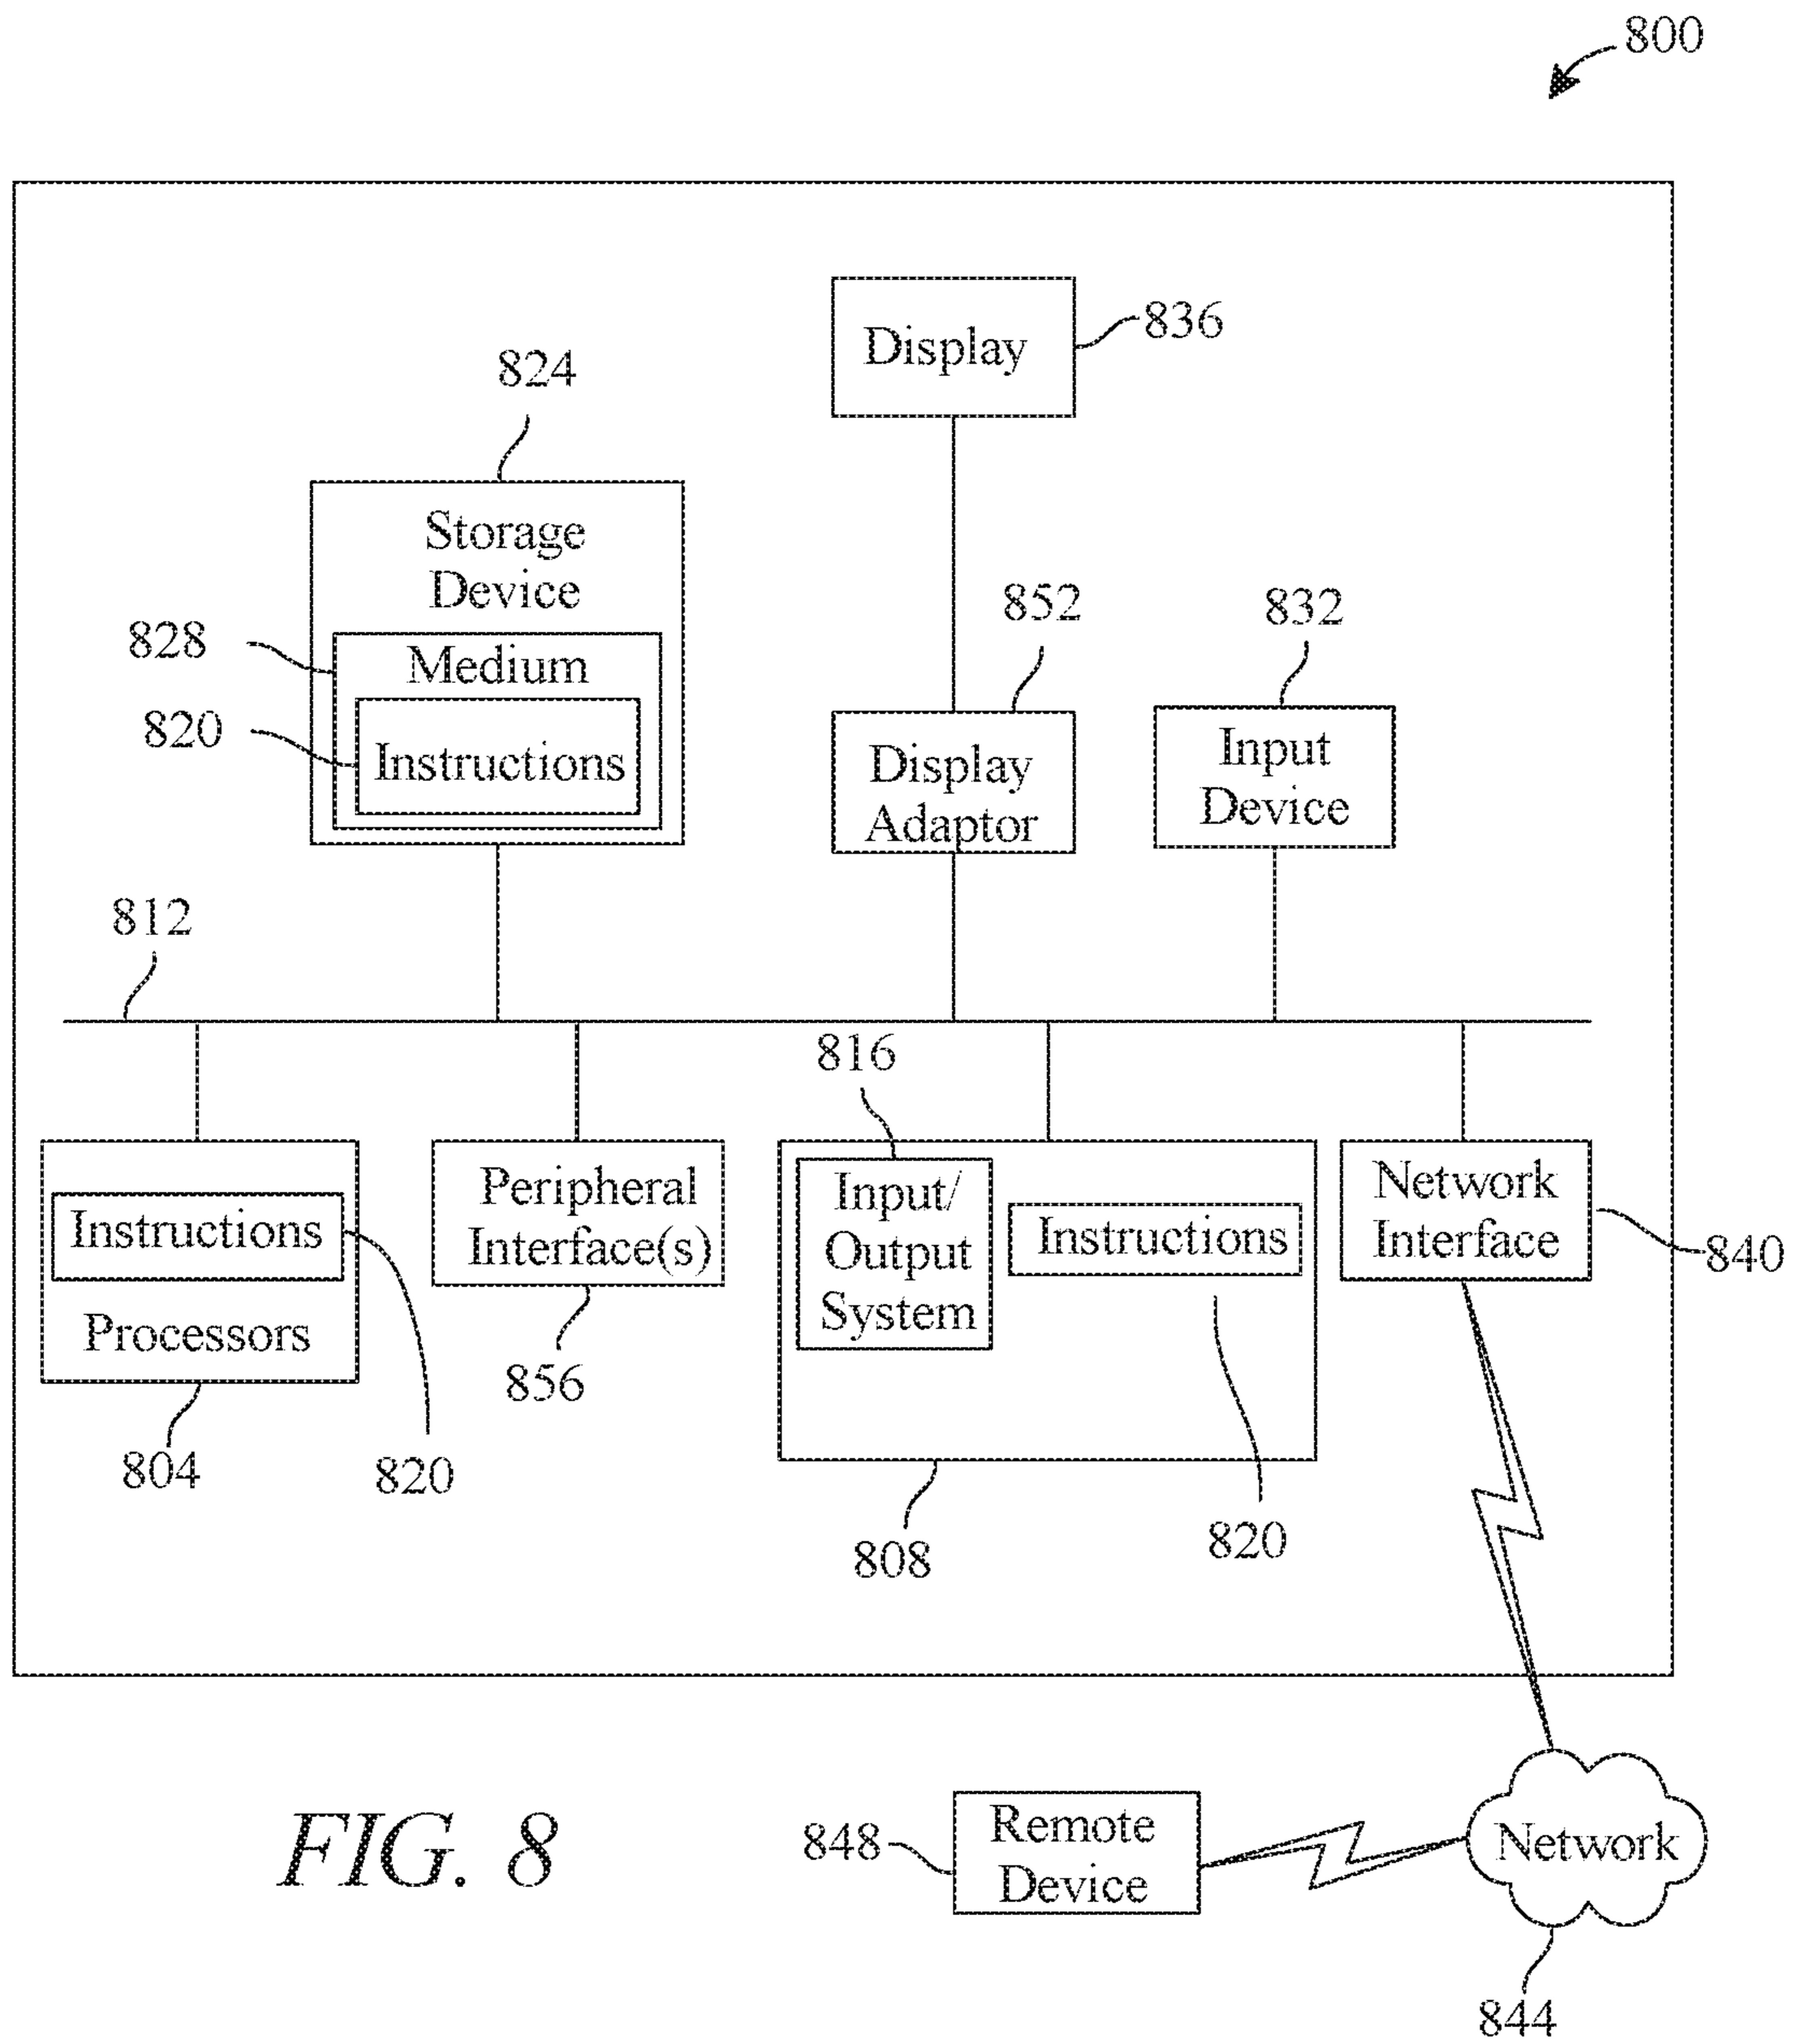 800
Display
836
824
Storage
Device
828
Medium
820
Instructions
852
Display
Adaptor
832
Input
Device
812
816
Instructions
Processors
804
820
Peripheral
Interface(s)
856
Input/
Output
System
Instructions
808
820
Network
Interface
840
FIG. 8
848
Remote
Device
Network
844